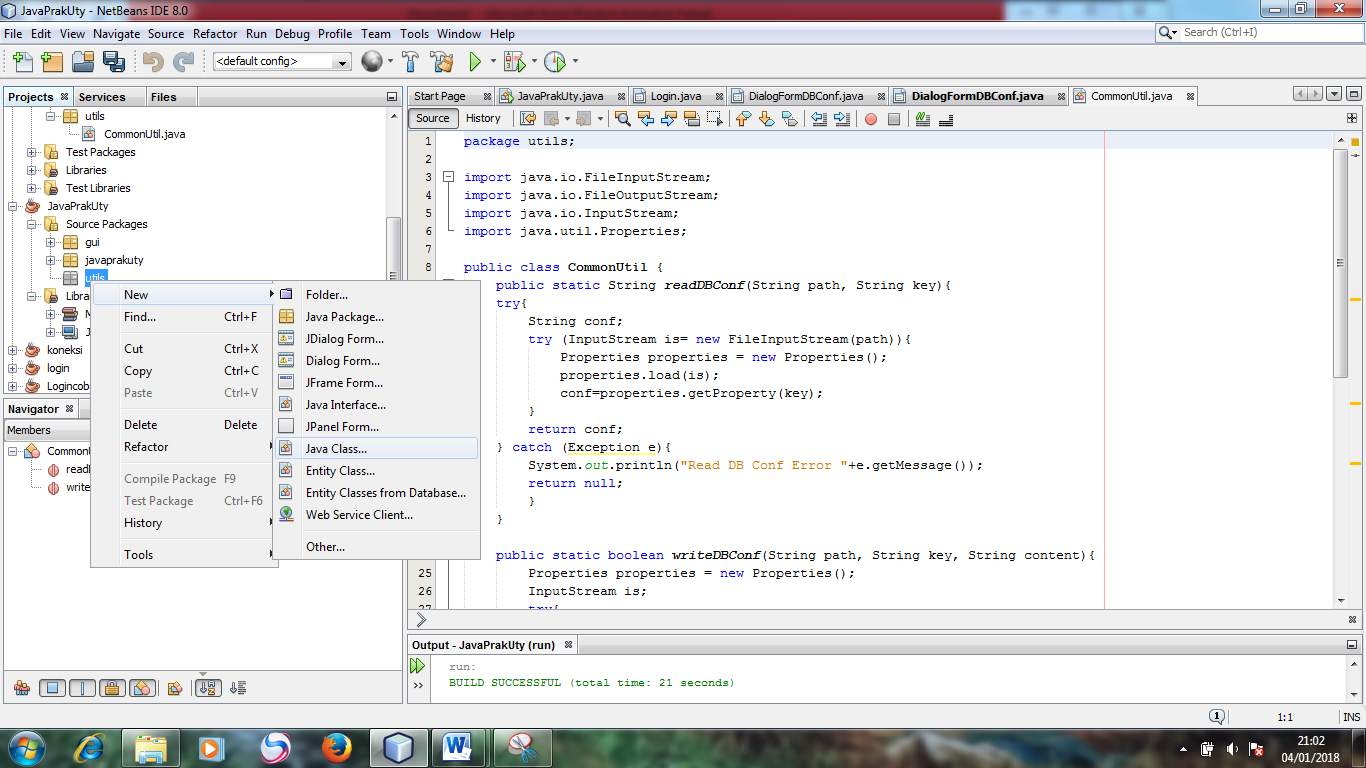 JavaPrakUty - NetBeans IDE 8.0
File Edit View Navigate Source Refactor Run Debug Profile Team Tools Window Help
Search (Ctrl+I)
<default config>
Projects Services Files
utils
CommonUtil.java
Test Packages
Libraries
Test Libraries
JavaPrakUty
Source Packages
gui
javaprakuty
utils
Libra
M
J
koneksi
login
Logincob
Navigator
Members
CommonU
readI
write
New
Find... Ctrl+F
Cut Ctrl+X
Copy Ctrl+C
Paste Ctrl+V
Delete Delete
Refactor
Compile Package F9
Test Package Ctrl+F6
History
Tools
Folder...
Java Package...
JDialog Form...
Dialog Form...
JFrame Form...
Java Interface...
JPanel Form...
Java Class...
Entity Class...
Entity Classes from Database...
Web Service Client...
Other...
Start Page JavaPrakUty.java Login.java DialogFormDBConf.java DialogFormDBConf.java CommonUtil.java
Source History
1 package utils;
2
3 import java.io.FileInputStream;
4 import java.io.FileOutputStream;
5 import java.io.InputStream;
6 import java.util.Properties;
7
8 public class CommonUtil {
public static String readDBConf(String path, String key){
try{
String conf;
try (InputStream is= new FileInputStream(path)){
Properties properties = new Properties();
properties.load(is);
conf=properties.getProperty(key);
}
return conf;
} catch (Exception e){
System.out.println("Read DB Conf Error "+e.getMessage());
return null;
}
}
public static boolean writeDBConf(String path, String key, String content){
25 Properties properties = new Properties();
26 InputStream is;
27 try{
Output - JavaPrakUty (run)
run:
BUILD SUCCESSFUL (total time: 21 seconds)
1 1:1 INS
21:02
04/01/2018